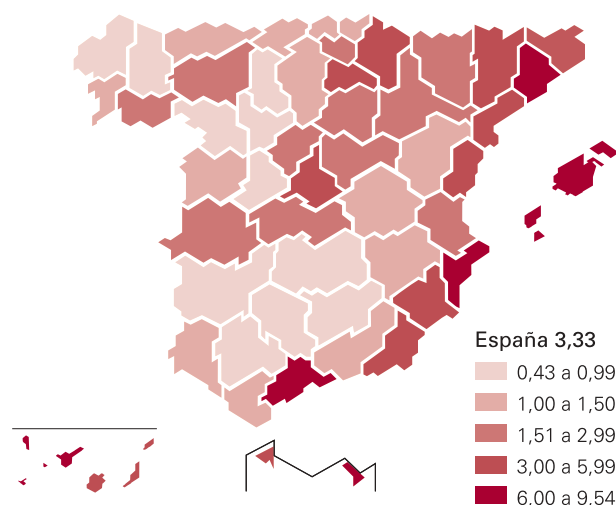 España 3,33
0,43 a 0,99
1,00 a 1,50
1,51 a 2,99
3,00 a 5,99
6,00 a 9,54